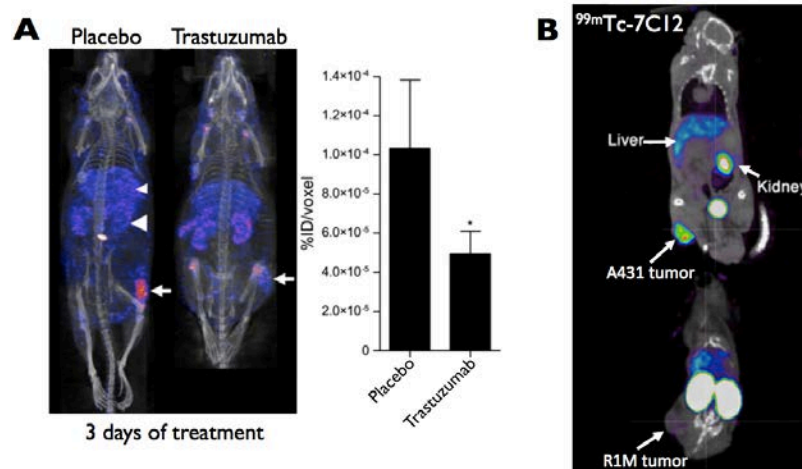 A
Placebo
Trastuzumab
3 days of treatment
%ID/voxel
1.4×10⁻⁴
1.2×10⁻⁴
1.0×10⁻⁴
8.0×10⁻⁵
6.0×10⁻⁵
4.0×10⁻⁵
2.0×10⁻⁵
0
*
Placebo
Trastuzumab
B
⁹⁹ᵐTc-7C12
Liver
Kidney
A431 tumor
R1M tumor